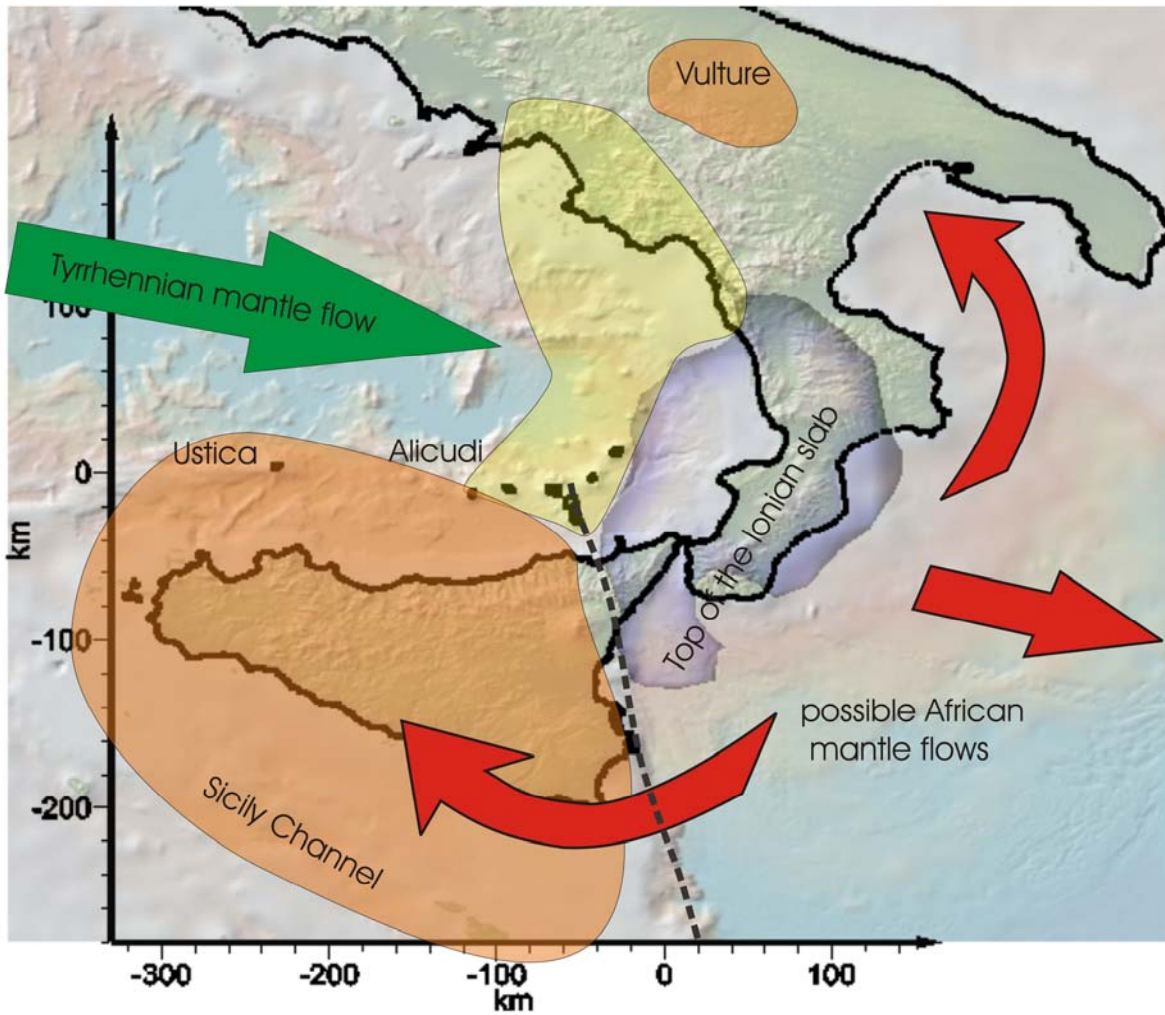 Vulture
Tyrrhennian mantle flow
100
Ustica
Alicudi
0
km
Top of the Ionian slab
-100
possible African
mantle flows
Sicily Channel
-200
-300
-200
-100
0
100
km